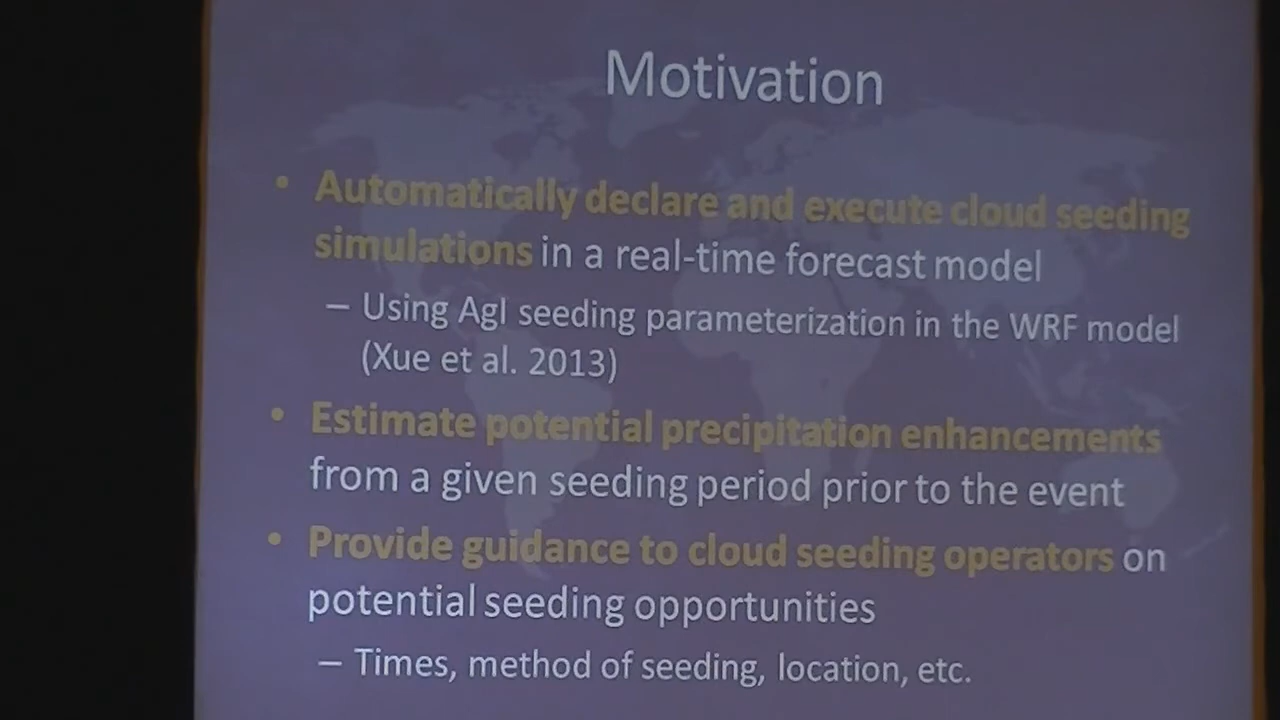 Motivation
• Automatically declare and execute cloud seeding
simulations in a real-time forecast model
– Using AgI seeding parameterization in the WRF model
(Xue et al. 2013)
• Estimate potential precipitation enhancements
from a given seeding period prior to the event
• Provide guidance to cloud seeding operators on
potential seeding opportunities
– Times, method of seeding, location, etc.